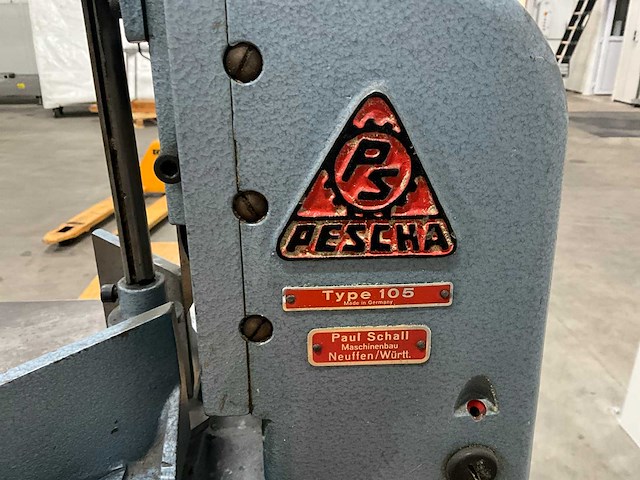 PS
PESCHA
Type 105
Made in Germany
Paul Schall
Maschinenbau
Neuffen/Württ.